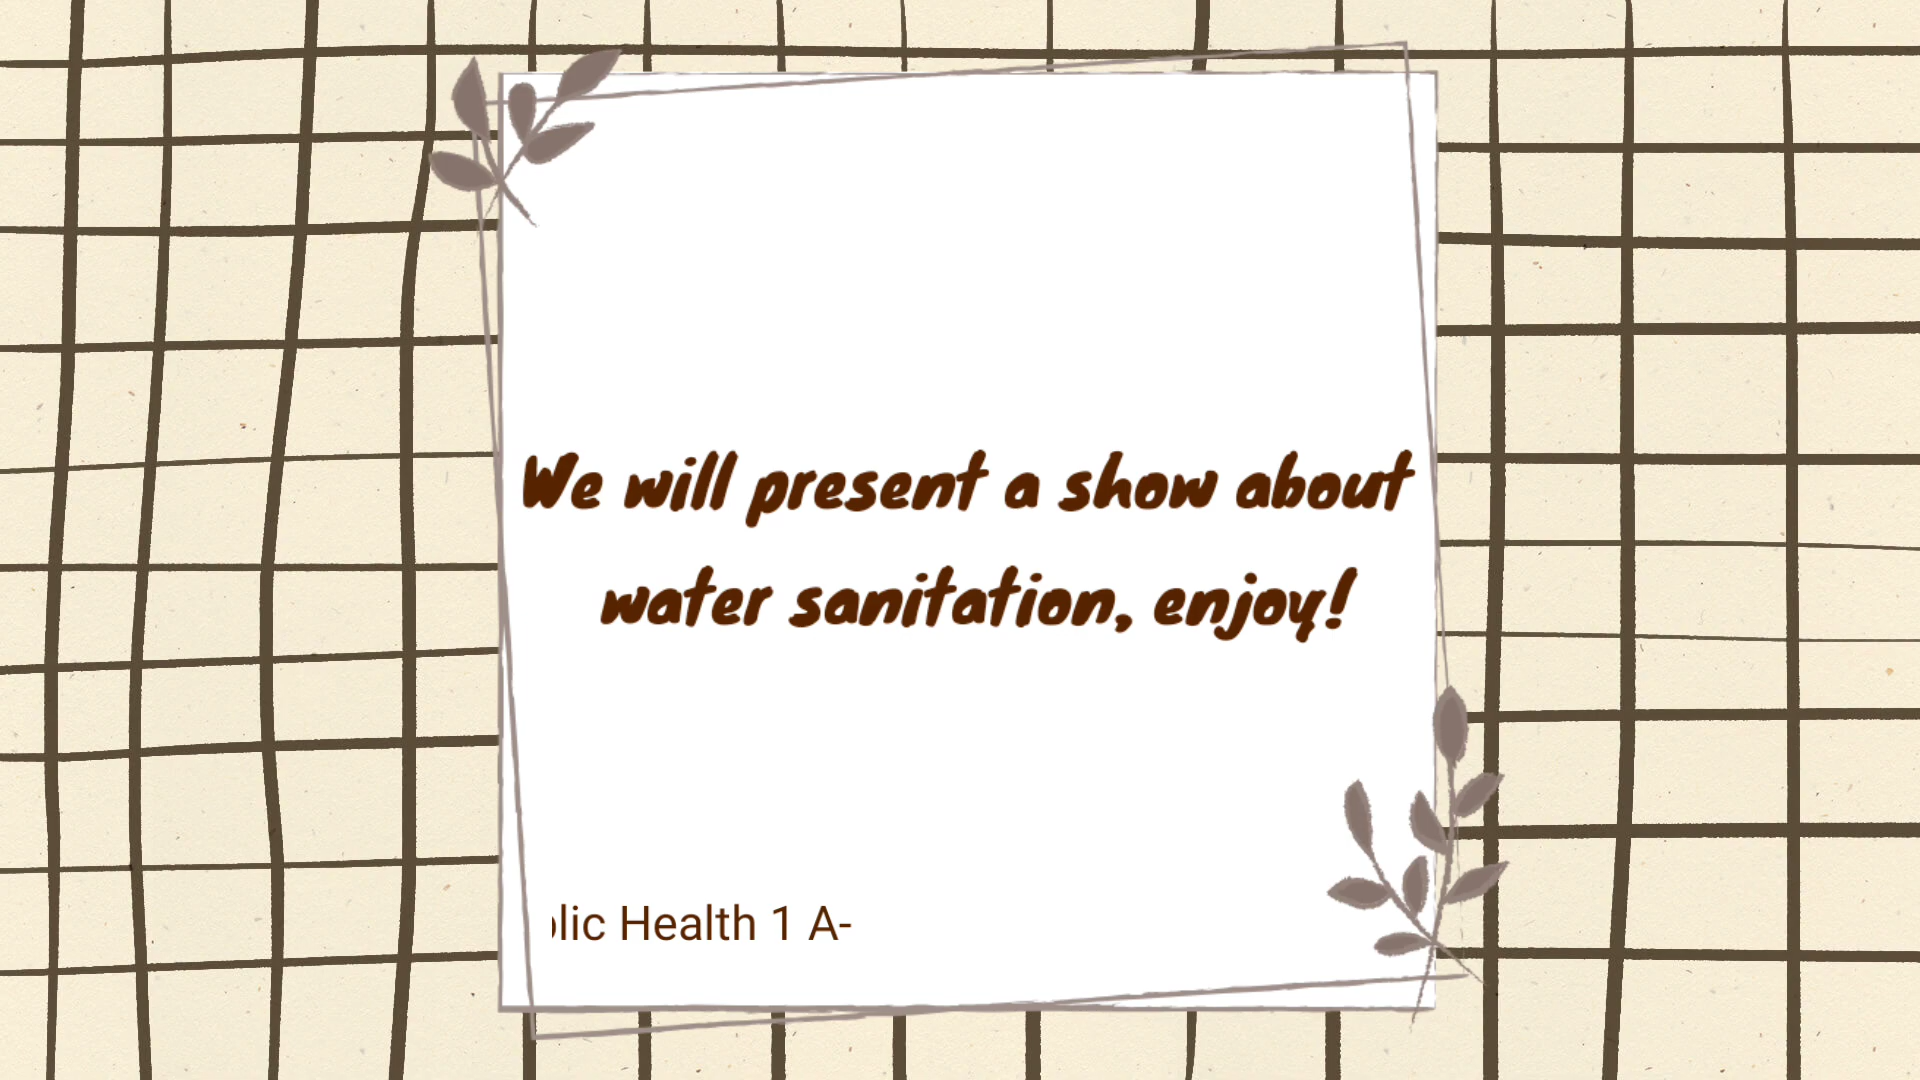 We will present a show about
water sanitation, enjoy!
lic Health 1 A-